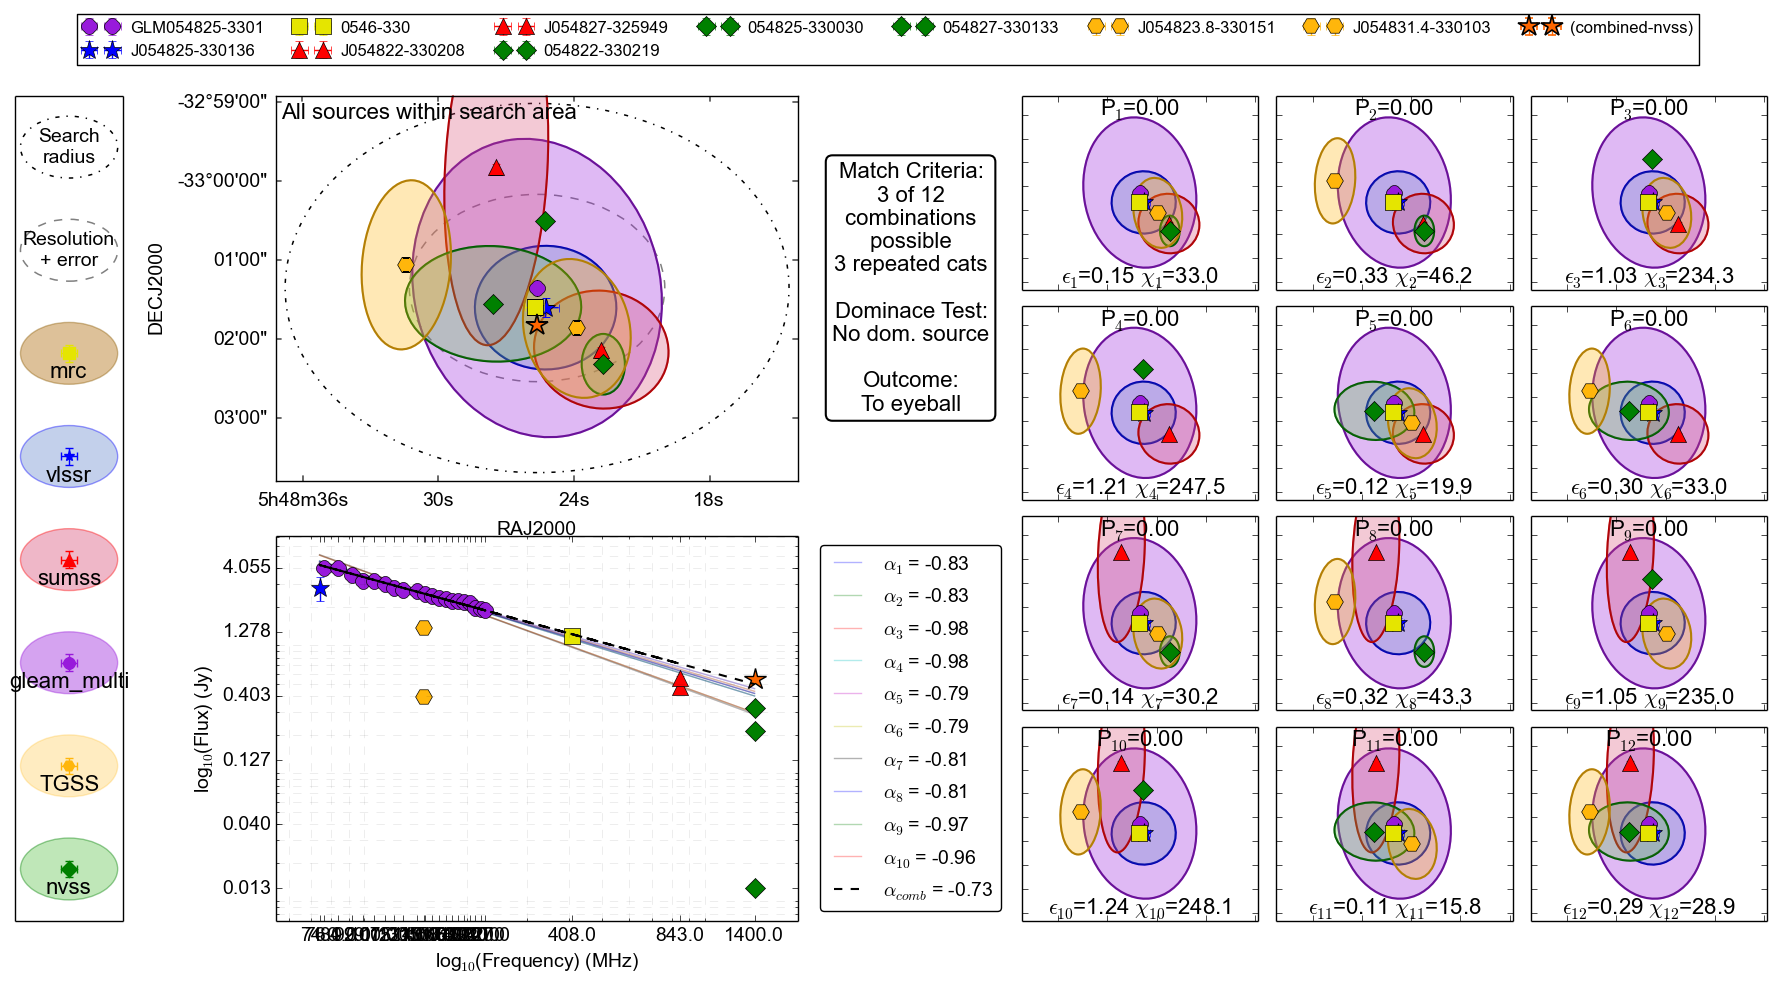 GLM054825-3301
0546-330
J054827-325949
054825-330030
054827-330133
J054823.8-330151
J054831.4-330103
(combined-nvss)
J054825-330136
J054822-330208
054822-330219
Search
radius
Resolution
+ error
mrc
vlssr
sumss
gleam_multi
TGSS
nvss
All sources within search area
-32°59'00"
-33°00'00"
01'00"
02'00"
03'00"
DECJ2000
5h48m36s
30s
24s
18s
RAJ2000
Match Criteria:
3 of 12
combinations
possible
3 repeated cats
Dominace Test:
No dom. source
Outcome:
To eyeball
4.055
1.278
0.403
0.127
0.040
0.013
log10(Flux) (Jy)
408.0
843.0
1400.0
log10(Frequency) (MHz)
α1 = -0.83
α2 = -0.83
α3 = -0.98
α4 = -0.98
α5 = -0.79
α6 = -0.79
α7 = -0.81
α8 = -0.81
α9 = -0.97
α10 = -0.96
αcomb = -0.73
P1=0.00
ϵ1=0.15 χ1=33.0
P2=0.00
ϵ2=0.33 χ2=46.2
P3=0.00
ϵ3=1.03 χ3=234.3
P4=0.00
ϵ4=1.21 χ4=247.5
P5=0.00
ϵ5=0.12 χ5=19.9
P6=0.00
ϵ6=0.30 χ6=33.0
P7=0.00
ϵ7=0.14 χ7=30.2
P8=0.00
ϵ8=0.32 χ8=43.3
P9=0.00
ϵ9=1.05 χ9=235.0
P10=0.00
ϵ10=1.24 χ10=248.1
P11=0.00
ϵ11=0.11 χ11=15.8
P12=0.00
ϵ12=0.29 χ12=28.9